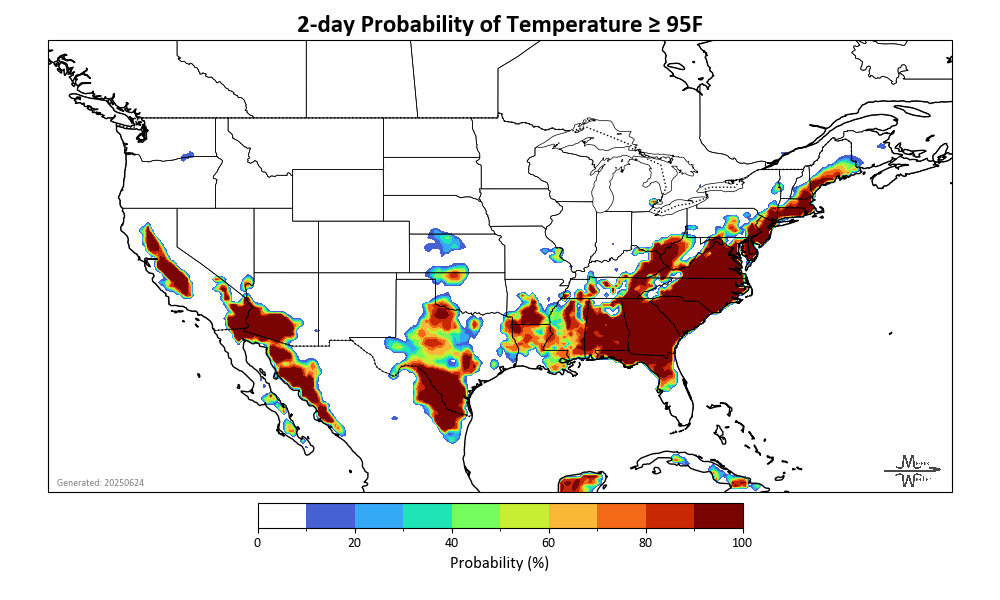 2-day Probability of Temperature ≥ 95F
Generated: 20250624
0 20 40 60 80 100
Probability (%)